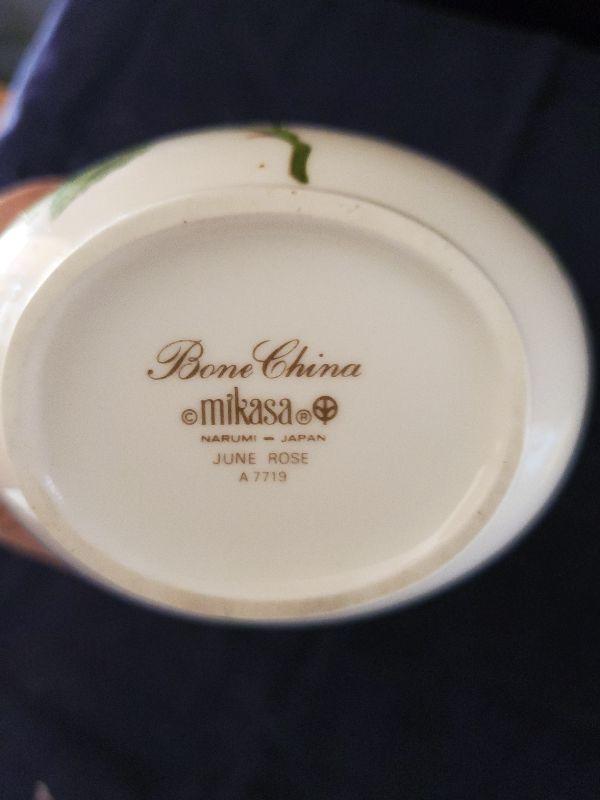 Bone China
©mikasa®
NARUMI – JAPAN
JUNE ROSE
A 7719